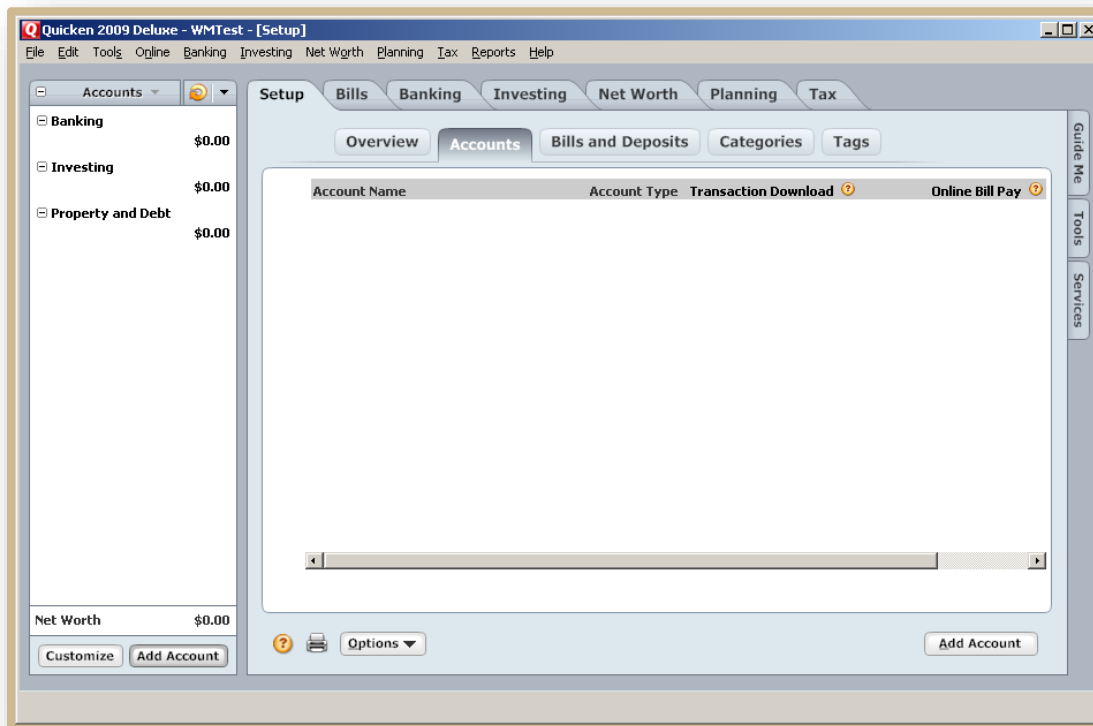 Quicken 2009 Deluxe - WMTest - [Setup]
File Edit Tools Online Banking Investing Net Worth Planning Tax Reports Help
Accounts
Banking
$0.00
Investing
$0.00
Property and Debt
$0.00
Net Worth $0.00
Customize Add Account
Setup Bills Banking Investing Net Worth Planning Tax
Overview Accounts Bills and Deposits Categories Tags
Account Name Account Type Transaction Download ? Online Bill Pay ?
? Options Add Account
Guide Me
Tools
Services